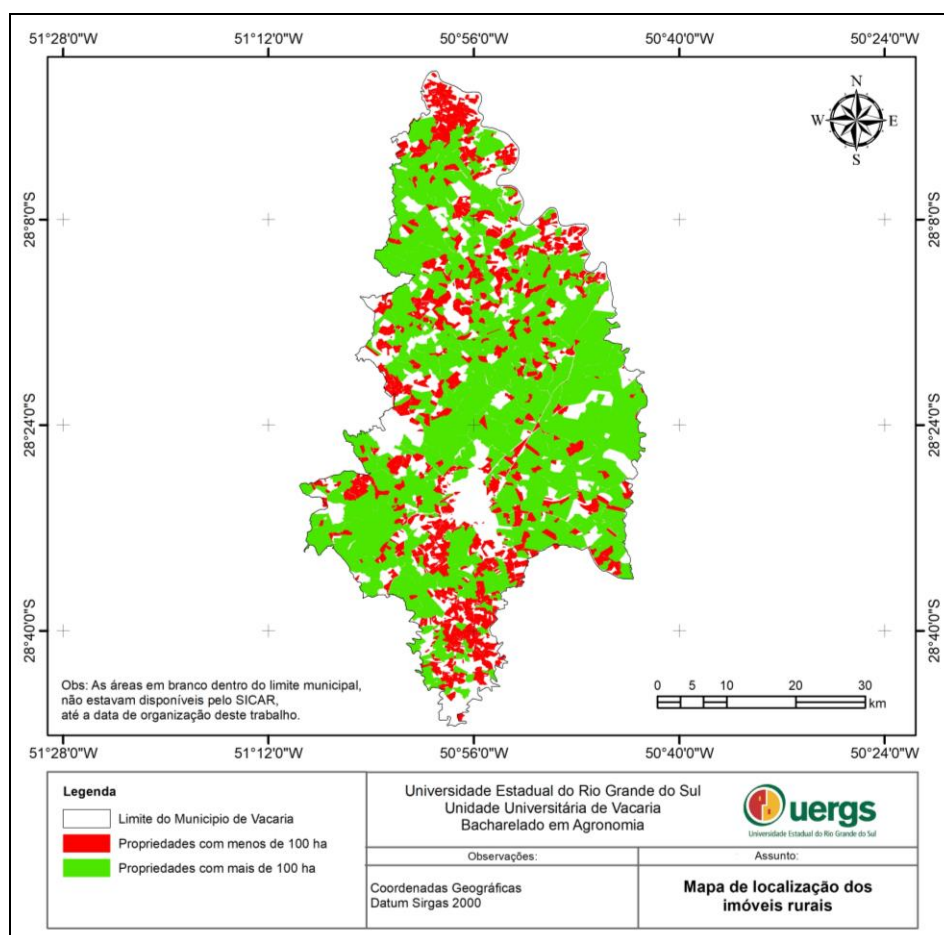 51°28'0"W 51°12'0"W 50°56'0"W 50°40'0"W 50°24'0"W
N
W E
S
28°8'0"S 28°8'0"S
28°24'0"S 28°24'0"S
28°40'0"S 28°40'0"S
Obs: As áreas em branco dentro do limite municipal,
não estavam disponíveis pelo SICAR,
até a data de organização deste trabalho.
0 5 10 20 30
km
51°28'0"W 51°12'0"W 50°56'0"W 50°40'0"W 50°24'0"W
Legenda
Limite do Municipio de Vacaria
Propriedades com menos de 100 ha
Propriedades com mais de 100 ha
Universidade Estadual do Rio Grande do Sul
Unidade Universitária de Vacaria
Bacharelado em Agronomia
uergs
Universidade Estadual do Rio Grande do Sul
Observações:
Assunto:
Coordenadas Geográficas
Datum Sirgas 2000
Mapa de localização dos
imóveis rurais